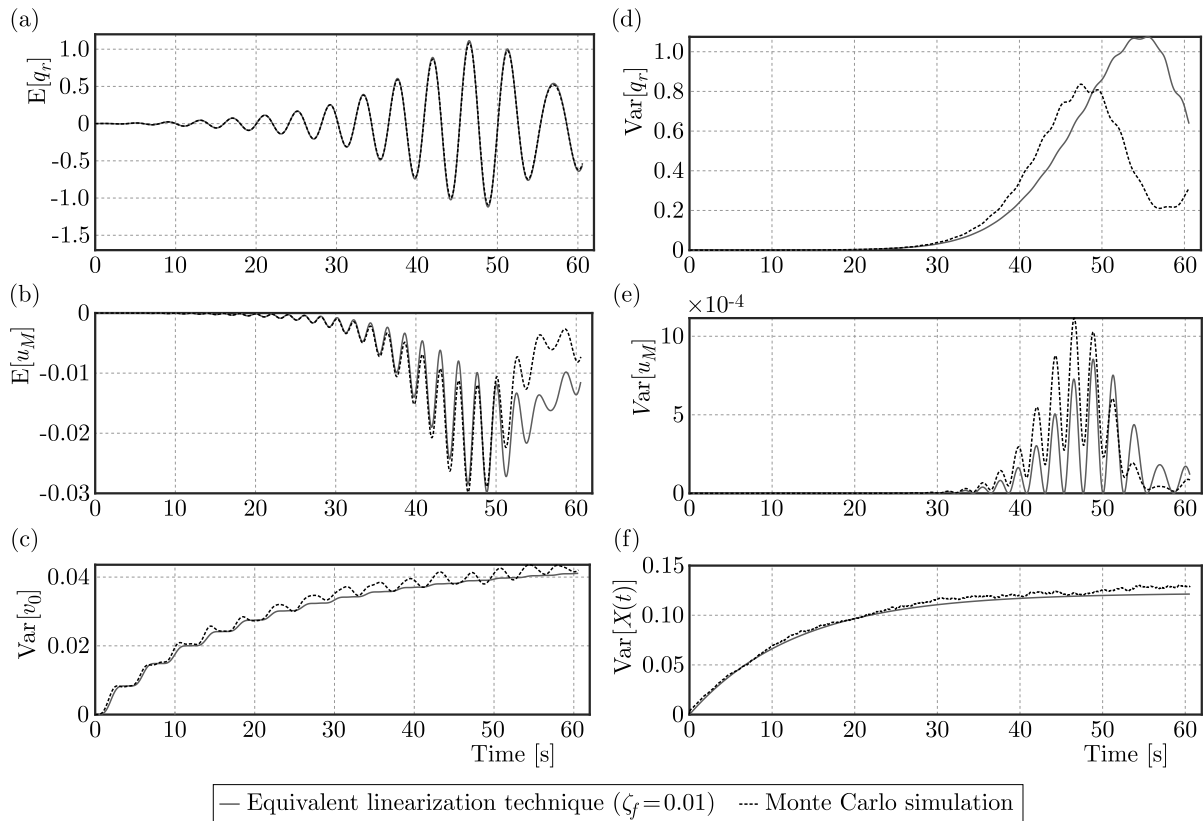 (a)
E[q_r]
1.0
0.5
0
-0.5
-1.0
-1.5
0 10 20 30 40 50 60
(b)
E[u_M]
0
-0.01
-0.02
-0.03
0 10 20 30 40 50 60
(c)
Var[v_0]
0.04
0.02
0
0 10 20 30 40 50 60
Time [s]
(d)
Var[q_r]
1.0
0.8
0.6
0.4
0.2
0
0 10 20 30 40 50 60
(e)
×10^-4
Var[u_M]
10
5
0
0 10 20 30 40 50 60
(f)
Var[X(t)]
0.15
0.10
0.05
0
0 10 20 30 40 50 60
Time [s]
Equivalent linearization technique (ζ_f=0.01) Monte Carlo simulation